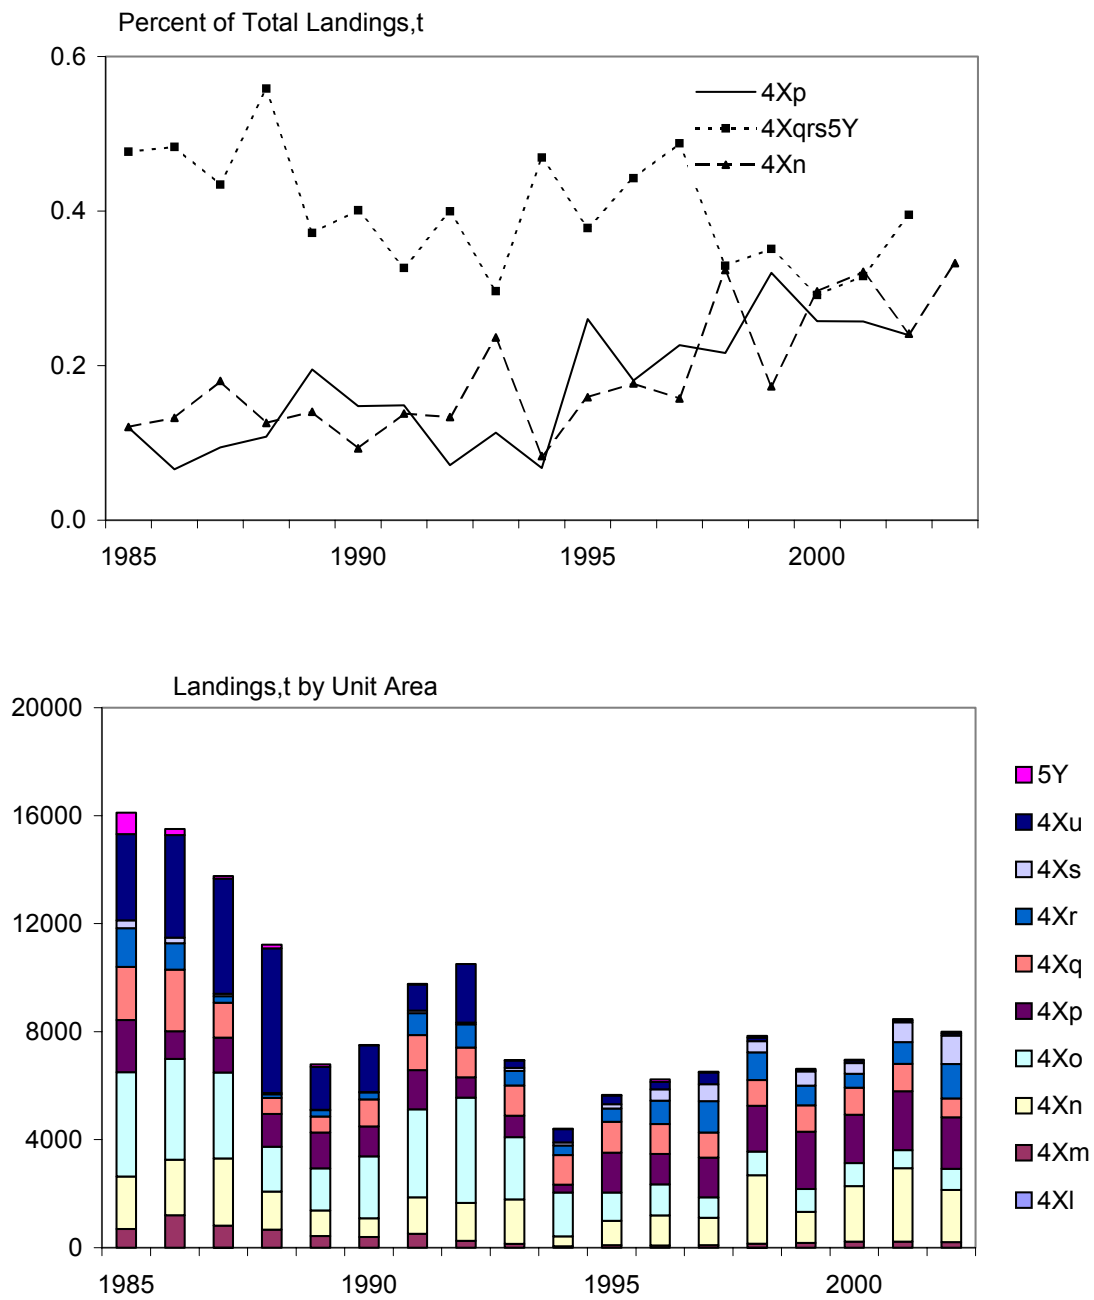 Percent of Total Landings,t
0.6
0.4
0.2
0.0
4Xp
4Xqrs5Y
4Xn
1985
1990
1995
2000
Landings,t by Unit Area
20000
16000
12000
8000
4000
0
1985
1990
1995
2000
5Y
4Xu
4Xs
4Xr
4Xq
4Xp
4Xo
4Xn
4Xm
4Xl